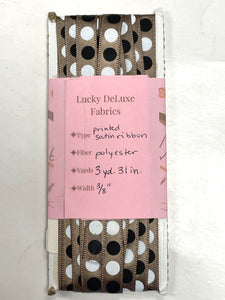 Lucky DeLuxe
Fabrics
printed
Type satin ribbon
Fiber polyester
Yards 3 yd. 31 in.
Width 3/8"